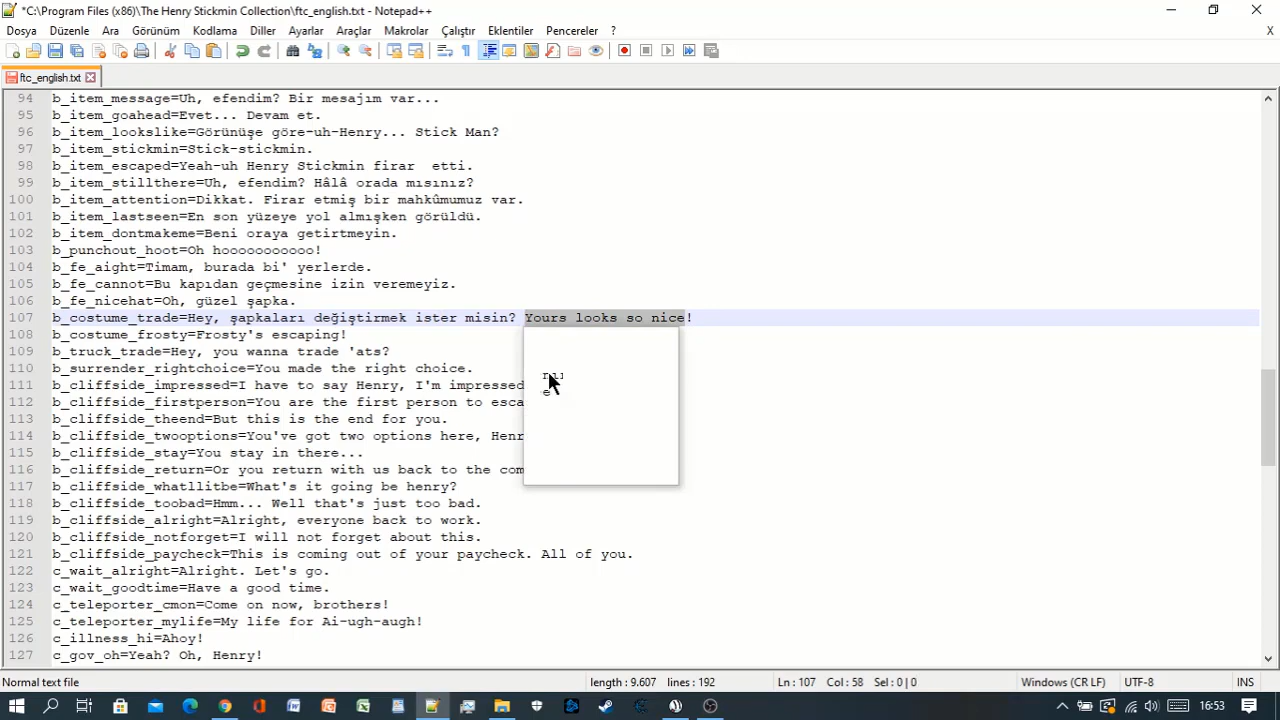 *C:\Program Files (x86)\The Henry Stickmin Collection\ftc_english.txt - Notepad++
Dosya Düzenle Ara Görünüm Kodlama Diller Ayarlar Araçlar Makrolar Çalıştır Eklentiler Pencereler ? X
ftc_english.txt
94 b_item_message=Uh, efendim? Bir mesajım var...
95 b_item_goahead=Evet... Devam et.
96 b_item_lookslike=Görünüşe göre-uh-Henry... Stick Man?
97 b_item_stickmin=Stick-stickmin.
98 b_item_escaped=Yeah-uh Henry Stickmin firar  etti.
99 b_item_stillthere=Uh, efendim? Hâlâ orada mısınız?
100 b_item_attention=Dikkat. Firar etmiş bir mahkûmumuz var.
101 b_item_lastseen=En son yüzeye yol almışken görüldü.
102 b_item_dontmakeme=Beni oraya getirtmeyin.
103 b_punchout_hoot=Oh hooooooooooo!
104 b_fe_aight=Timam, burada bi' yerlerde.
105 b_fe_cannot=Bu kapıdan geçmesine izin veremeyiz.
106 b_fe_nicehat=Oh, güzel şapka.
107 b_costume_trade=Hey, şapkaları değiştirmek ister misin? Yours looks so nice!
108 b_costume_frosty=Frosty's escaping!
109 b_truck_trade=Hey, you wanna trade 'ats?
110 b_surrender_rightchoice=You made the right choice.
111 b_cliffside_impressed=I have to say Henry, I'm impressed
112 b_cliffside_firstperson=You are the first person to esca
113 b_cliffside_theend=But this is the end for you.
114 b_cliffside_twooptions=You've got two options here, Henr
115 b_cliffside_stay=You stay in there...
116 b_cliffside_return=Or you return with us back to the com
117 b_cliffside_whatllitbe=What's it going be henry?
118 b_cliffside_toobad=Hmm... Well that's just too bad.
119 b_cliffside_alright=Alright, everyone back to work.
120 b_cliffside_notforget=I will not forget about this.
121 b_cliffside_paycheck=This is coming out of your paycheck. All of you.
122 c_wait_alright=Alright. Let's go.
123 c_wait_goodtime=Have a good time.
124 c_teleporter_cmon=Come on now, brothers!
125 c_teleporter_mylife=My life for Ai-ugh-augh!
126 c_illness_hi=Ahoy!
127 c_gov_oh=Yeah? Oh, Henry!
Normal text file length : 9.607 lines : 192 Ln : 107 Col : 58 Sel : 0 | 0 Windows (CR LF) UTF-8 INS
16:53